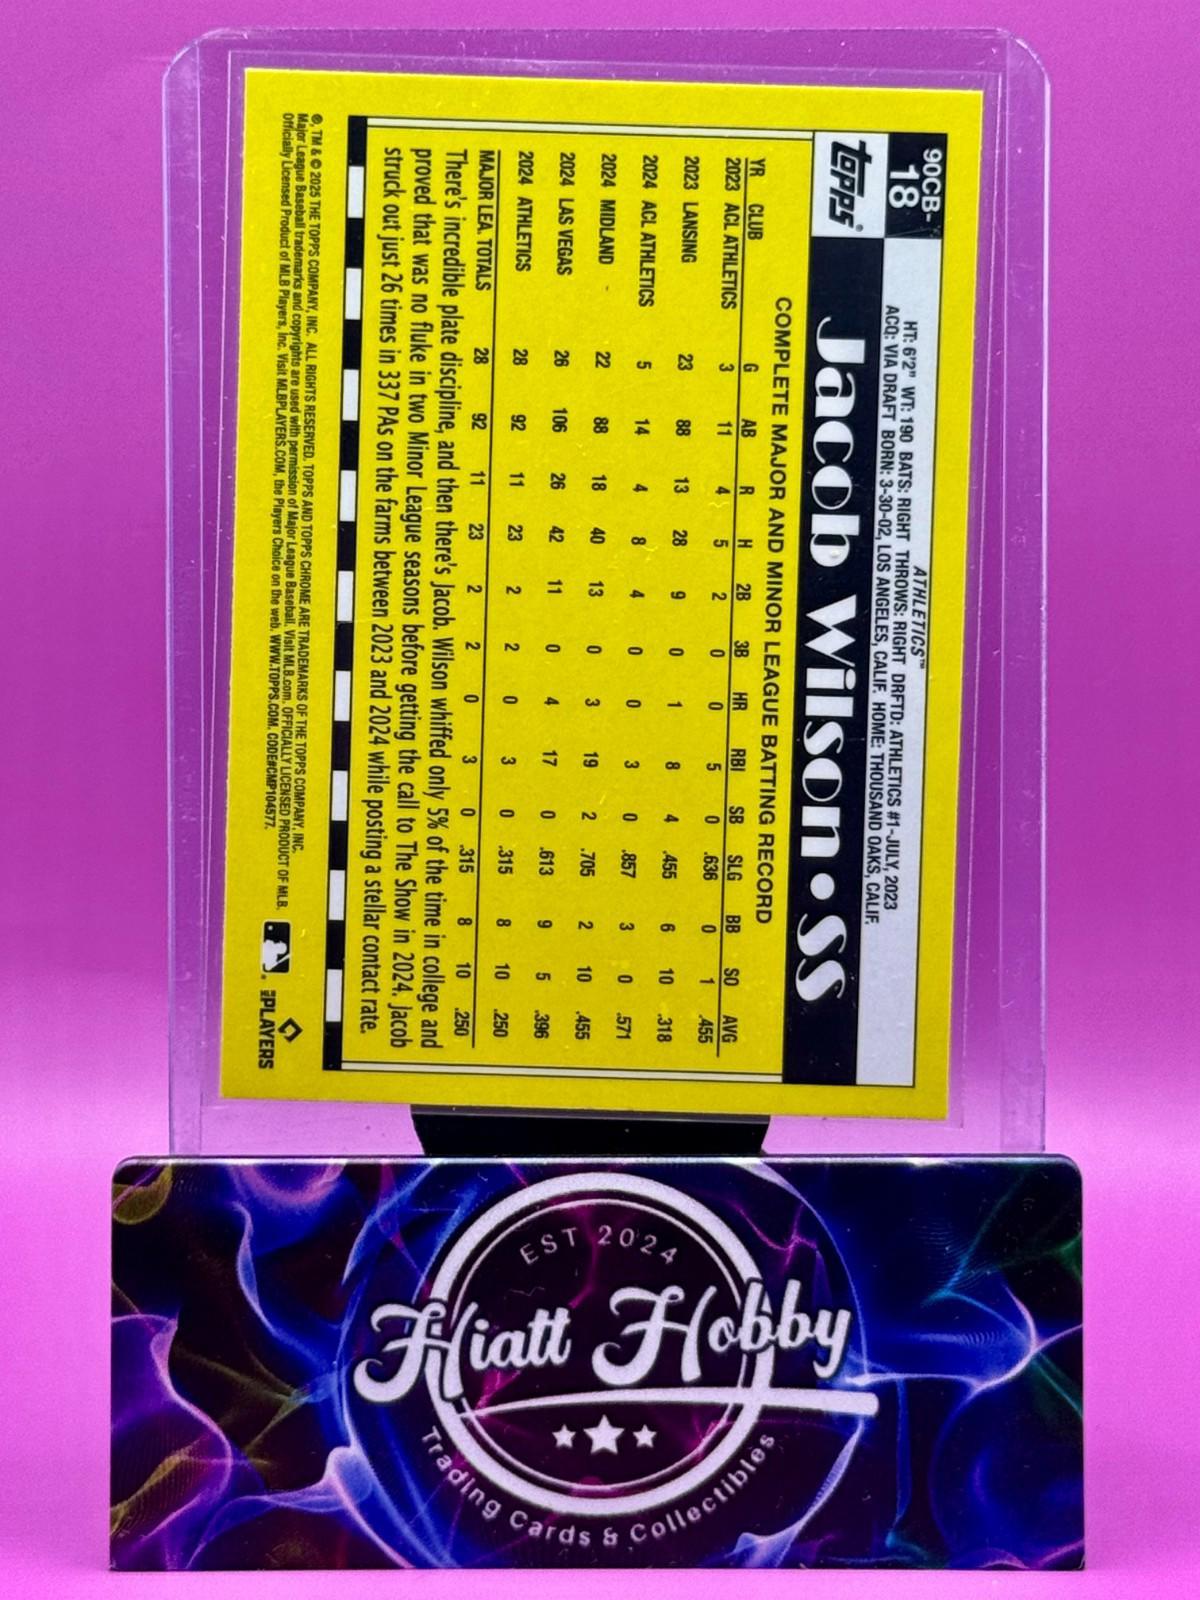 90CB-
18
topps®
ATHLETICS™
HT: 6'2" WT: 190 BATS: RIGHT THROWS: RIGHT DRFTD: ATHLETICS #1-JULY, 2023
ACQ: VIA DRAFT BORN: 3-30-02, LOS ANGELES, CALIF. HOME: THOUSAND OAKS, CALIF.
Jacob Wilson • SS
COMPLETE MAJOR AND MINOR LEAGUE BATTING RECORD
YR CLUB G AB R H 2B 3B HR RBI SB SLG BB SO AVG
2023 ACL ATHLETICS 3 11 4 5 2 0 0 5 0 .636 0 1 .455
2023 LANSING 23 88 13 28 9 0 1 8 4 .455 6 10 .318
2024 ACL ATHLETICS 5 14 4 8 4 0 0 3 0 .857 3 0 .571
2024 MIDLAND 22 88 18 40 13 0 3 19 2 .705 2 10 .455
2024 LAS VEGAS 26 106 26 42 11 0 4 17 0 .613 9 5 .396
2024 ATHLETICS 28 92 11 23 2 2 0 3 0 .315 8 10 .250
MAJOR LEA. TOTALS 28 92 11 23 2 2 0 3 0 .315 8 10 .250
There's incredible plate discipline, and then there's Jacob. Wilson whiffed only 5% of the time in college and
proved that was no fluke in two Minor League seasons before getting the call to The Show in 2024. Jacob
struck out just 26 times in 337 PAs on the farms between 2023 and 2024 while posting a stellar contact rate.
®, TM & © 2025 THE TOPPS COMPANY, INC. ALL RIGHTS RESERVED. TOPPS AND TOPPS CHROME ARE TRADEMARKS OF THE TOPPS COMPANY, INC.
Major League Baseball trademarks and copyrights are used with permission of Major League Baseball. Visit MLB.com. OFFICIALLY LICENSED PRODUCT OF MLB.
Officially Licensed Product of MLB Players, Inc. Visit MLBPLAYERS.COM, the Players Choice on the web. WWW.TOPPS.COM. CODE#CMP104577.
MLB PLAYERS
EST 2024
Hiatt Hobby
Trading Cards & Collectibles